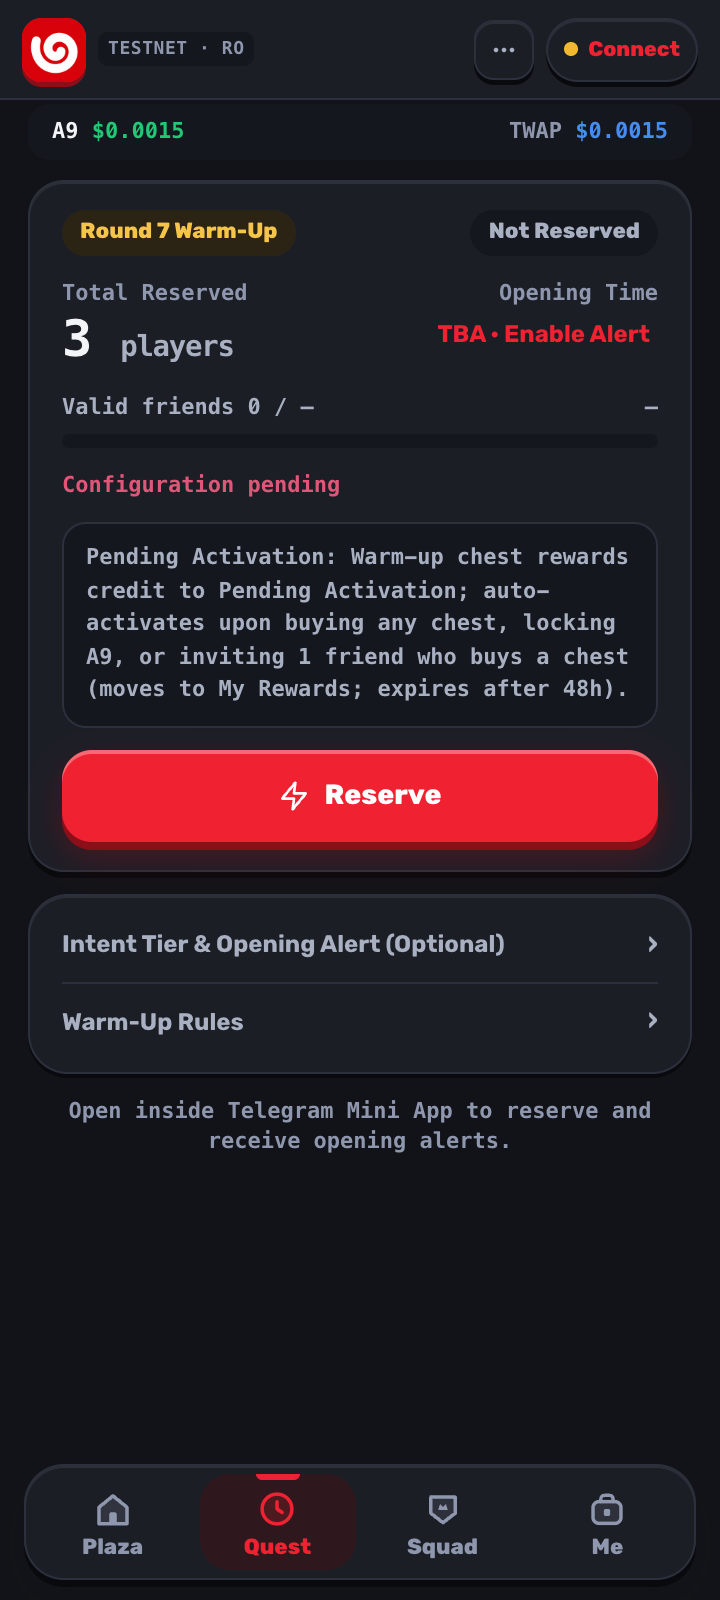 TESTNET · RO
Connect
A9 $0.0015
TWAP $0.0015
Round 7 Warm-Up
Not Reserved
Total Reserved
Opening Time
3 players
TBA • Enable Alert
Valid friends 0 / —
—
Configuration pending
Pending Activation: Warm-up chest rewards
credit to Pending Activation; auto-
activates upon buying any chest, locking
A9, or inviting 1 friend who buys a chest
(moves to My Rewards; expires after 48h).
Reserve
Intent Tier & Opening Alert (Optional)
Warm-Up Rules
Open inside Telegram Mini App to reserve and
receive opening alerts.
Plaza
Quest
Squad
Me